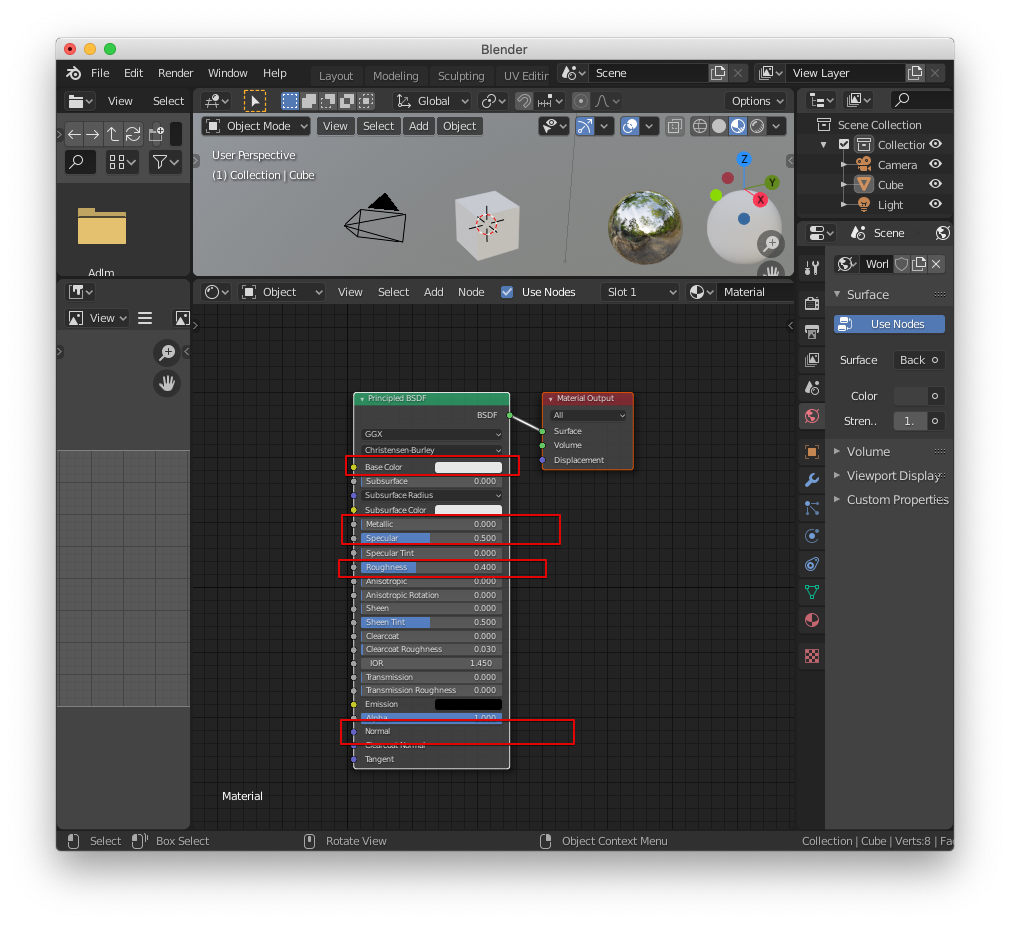 Blender
File Edit Render Window Help Layout Modeling Sculpting UV Editin Scene View Layer
View Select Global Options
Object Mode View Select Add Object
User Perspective
(1) Collection | Cube
Z
Y
X
Adlm
Scene Collection
Collection
Camera
Cube
Light
Scene
Worl
Surface
Use Nodes
Surface Back
Color
Stren.. 1.
Volume
Viewport Display
Custom Properties
View
Object View Select Add Node Use Nodes Slot 1 Material
Principled BSDF
BSDF
GGX
Christensen-Burley
Base Color
Subsurface 0.000
Subsurface Radius
Subsurface Color
Metallic 0.000
Specular 0.500
Specular Tint 0.000
Roughness 0.400
Anisotropic 0.000
Anisotropic Rotation 0.000
Sheen 0.000
Sheen Tint 0.500
Clearcoat 0.000
Clearcoat Roughness 0.030
IOR 1.450
Transmission 0.000
Transmission Roughness 0.000
Emission
Alpha 1.000
Normal
Clearcoat Normal
Tangent
Material Output
All
Surface
Volume
Displacement
Material
Select Box Select Rotate View Object Context Menu Collection | Cube | Verts:8 | Fa